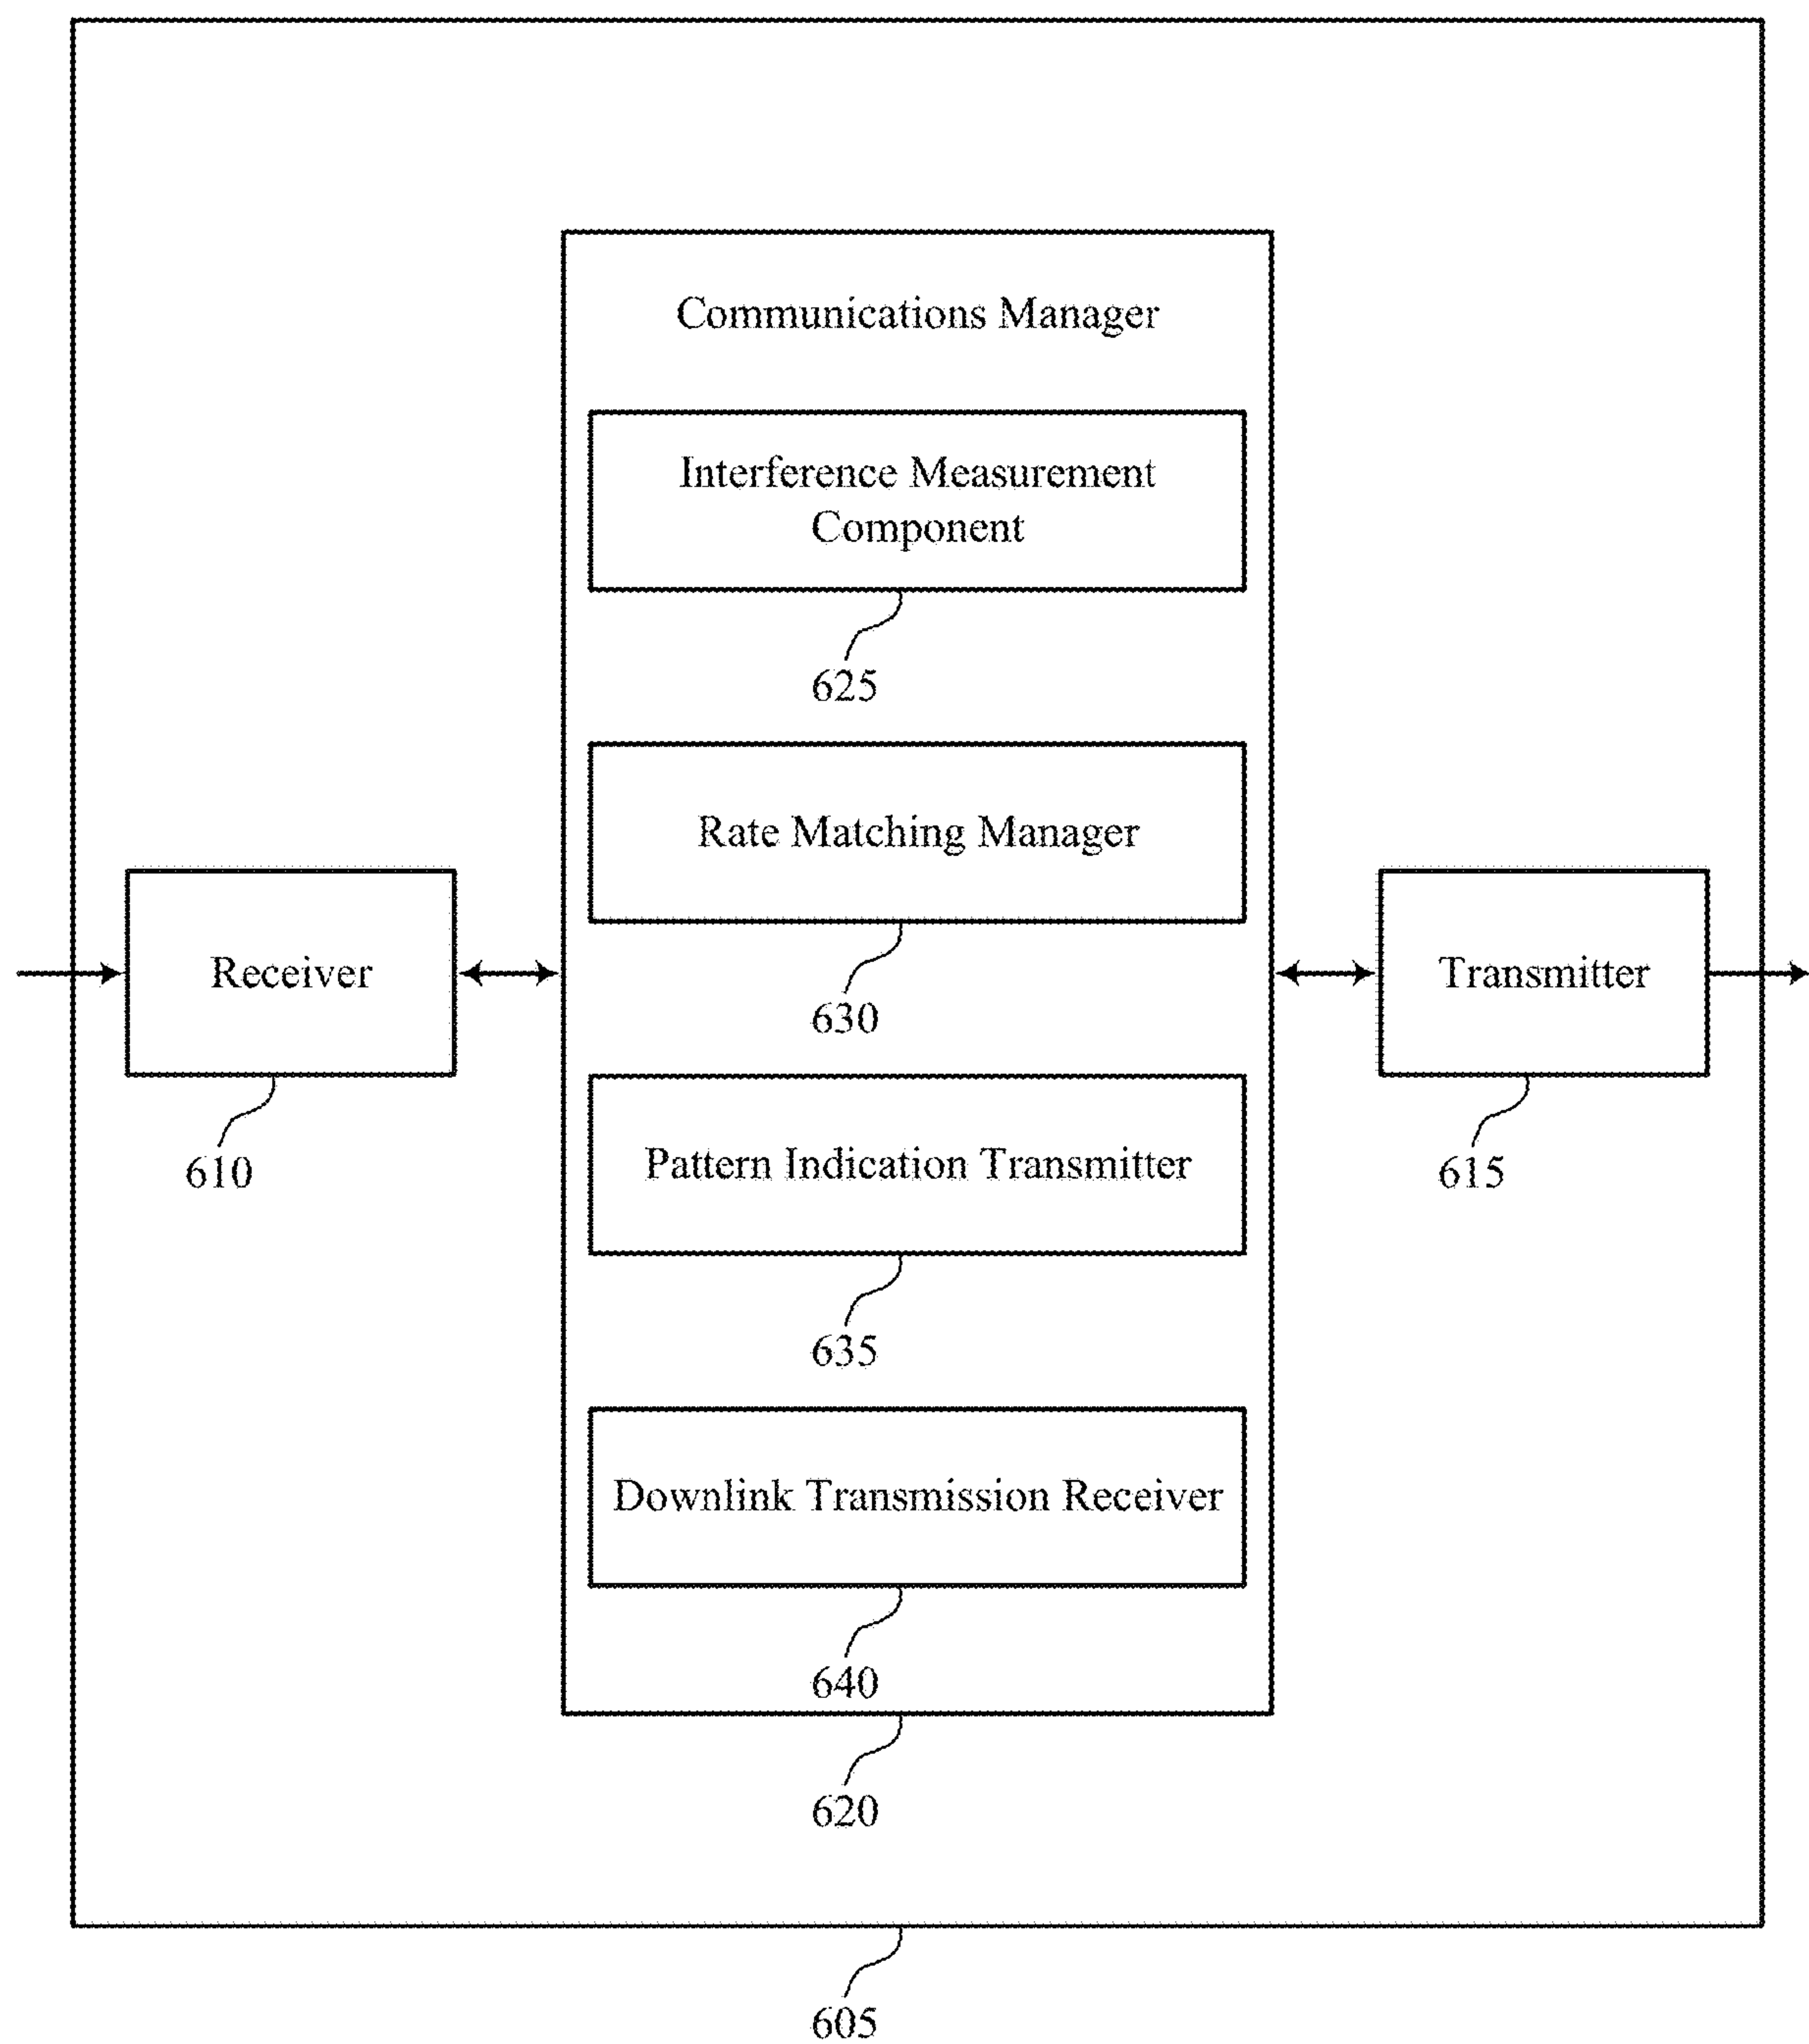 Communications Manager
Interference Measurement
Component
625
Rate Matching Manager
630
Receiver
610
Transmitter
615
Pattern Indication Transmitter
635
Downlink Transmission Receiver
640
620
605